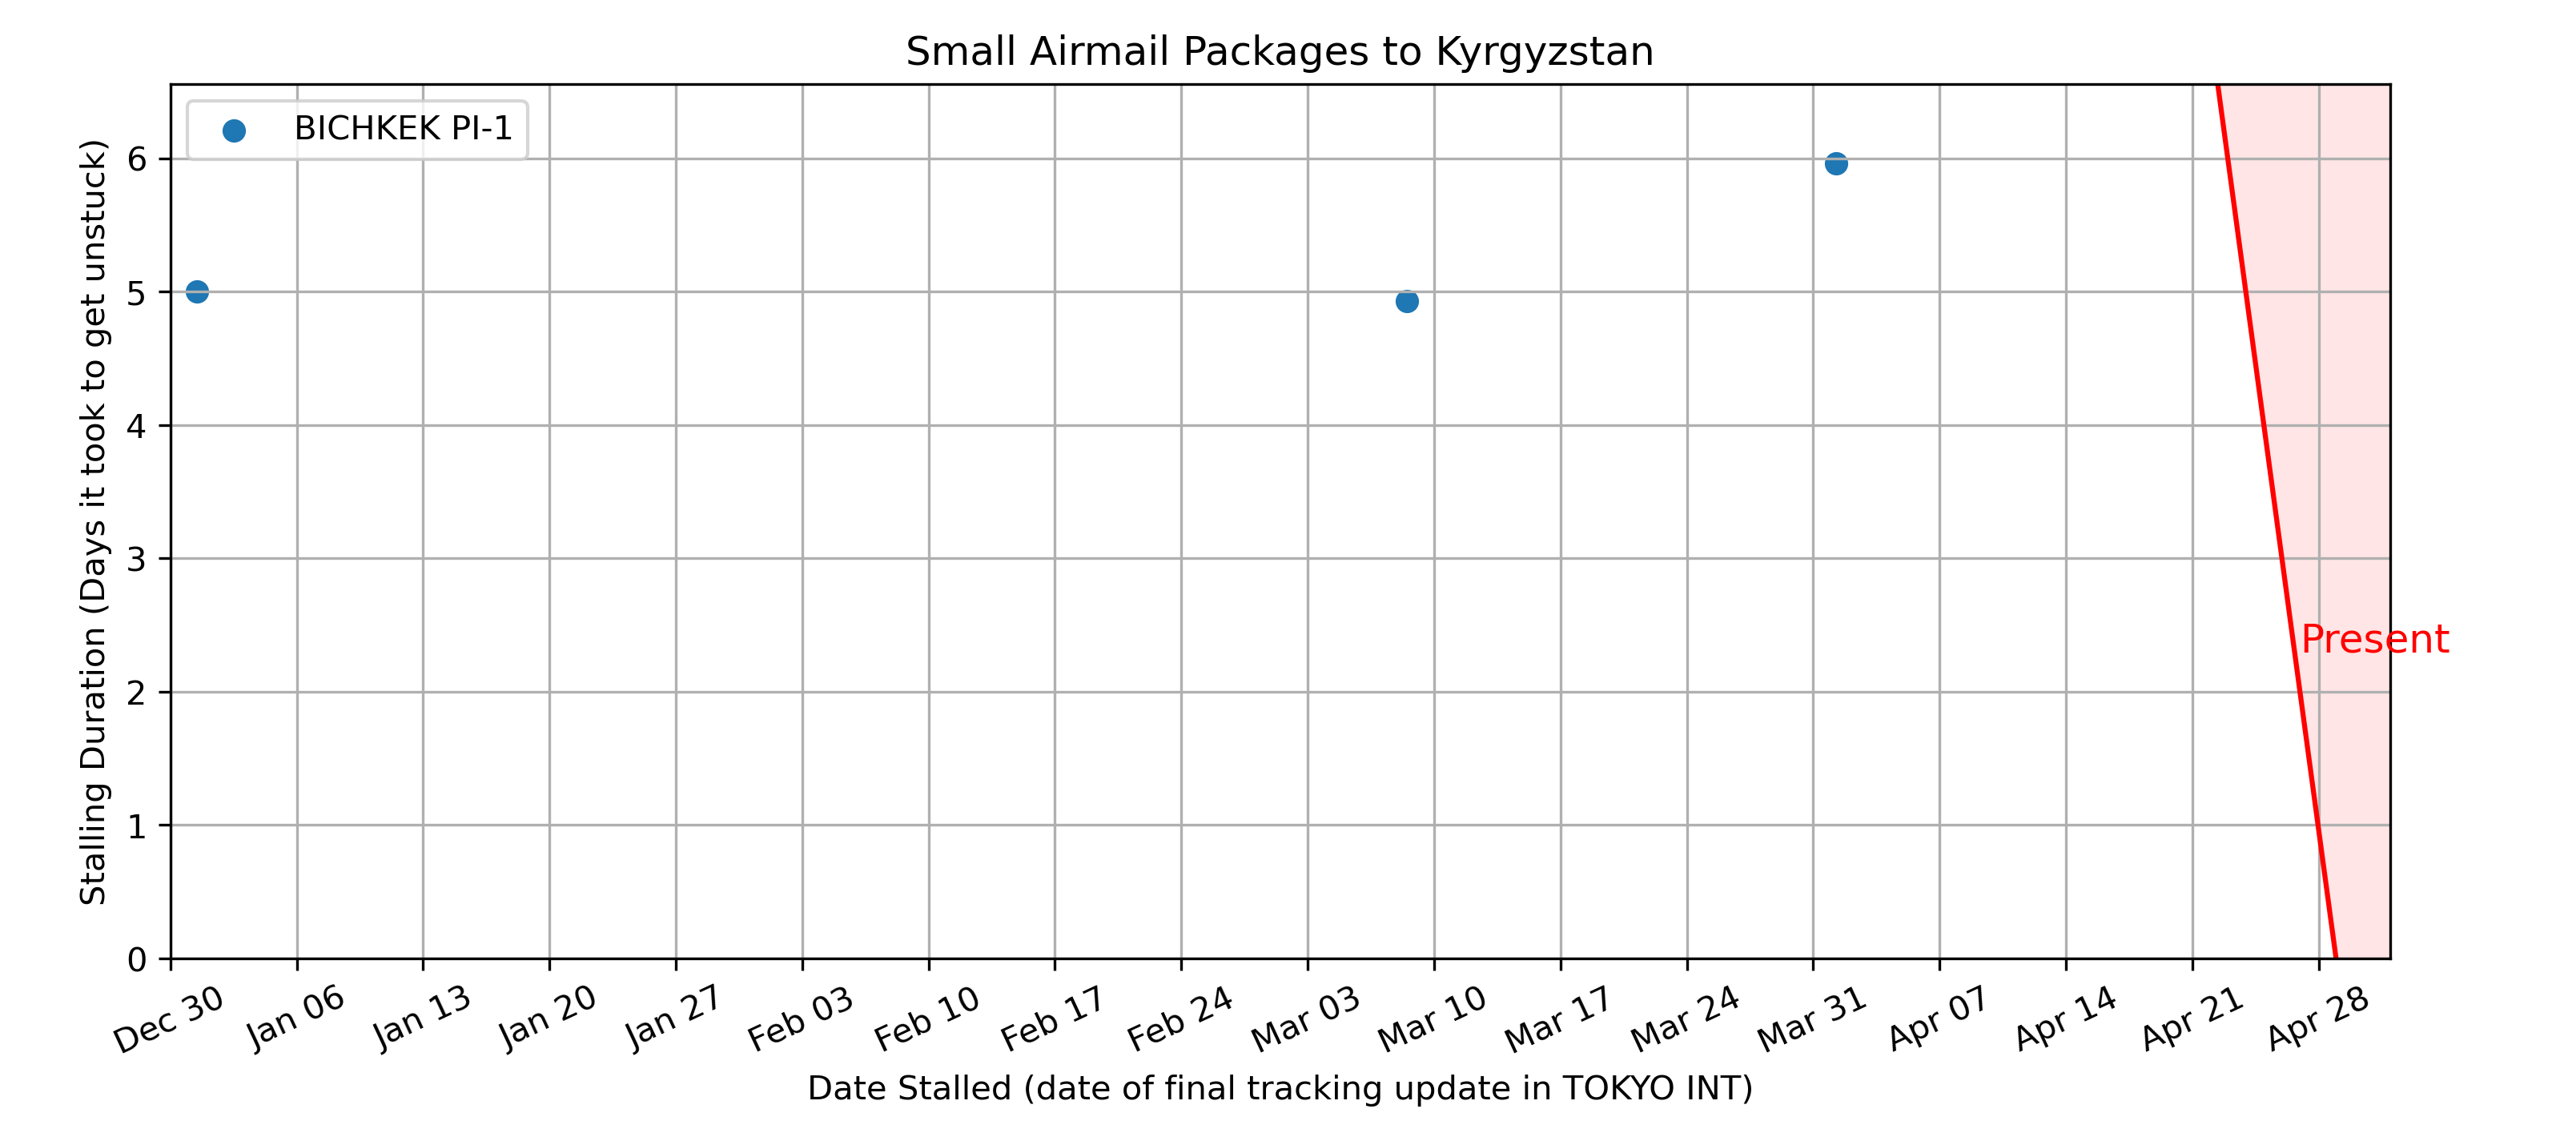 Small Airmail Packages to Kyrgyzstan
BICHKEK PI-1
Stalling Duration (Days it took to get unstuck)
6
5
4
3
2
1
0
Present
Dec 30
Jan 06
Jan 13
Jan 20
Jan 27
Feb 03
Feb 10
Feb 17
Feb 24
Mar 03
Mar 10
Mar 17
Mar 24
Mar 31
Apr 07
Apr 14
Apr 21
Apr 28
Date Stalled (date of final tracking update in TOKYO INT)